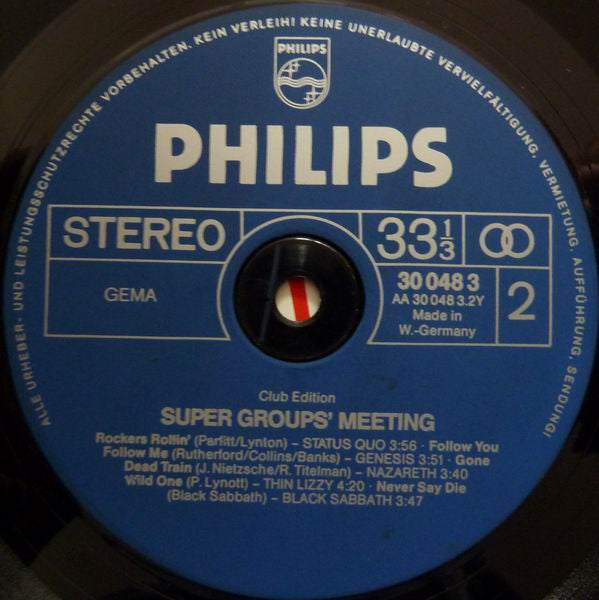 ALLE URHEBER- UND LEISTUNGSSCHUTZRECHTE VORBEHALTEN. KEIN VERLEIH! KEINE UNERLAUBTE VERVIELFÄLTIGUNG, VERMIETUNG, AUFFÜHRUNG, SENDUNG!
PHILIPS
PHILIPS
STEREO
33 1/3
GEMA
30 048 3
AA 30 048 3.2Y
Made in
W.-Germany
2
Club Edition
SUPER GROUPS' MEETING
Rockers Rollin' (Parfitt/Lynton) – STATUS QUO 3:56 · Follow You
Follow Me (Rutherford/Collins/Banks) – GENESIS 3:51 · Gone
Dead Train (J. Nietzsche/R. Titelman) – NAZARETH 3:40
Wild One (P. Lynott) – THIN LIZZY 4:20 · Never Say Die
(Black Sabbath) – BLACK SABBATH 3:47